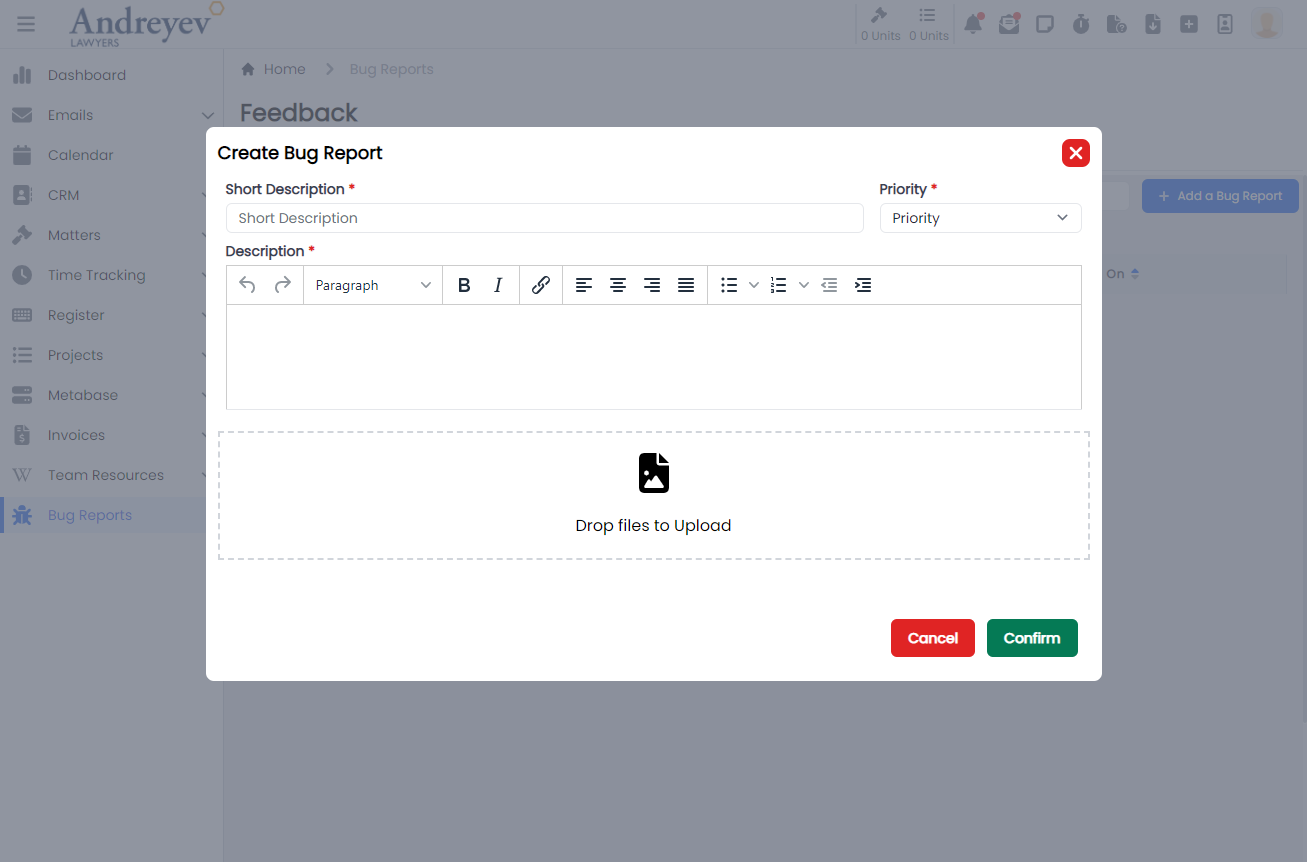 Andreyev
LAWYERS
0 Units 0 Units
Dashboard
Emails
Calendar
CRM
Matters
Time Tracking
Register
Projects
Metabase
Invoices
Team Resources
Bug Reports
Home > Bug Reports
Feedback
+ Add a Bug Report
On
Create Bug Report
Short Description * Priority *
Short Description Priority
Description *
Paragraph B I
Drop files to Upload
Cancel Confirm